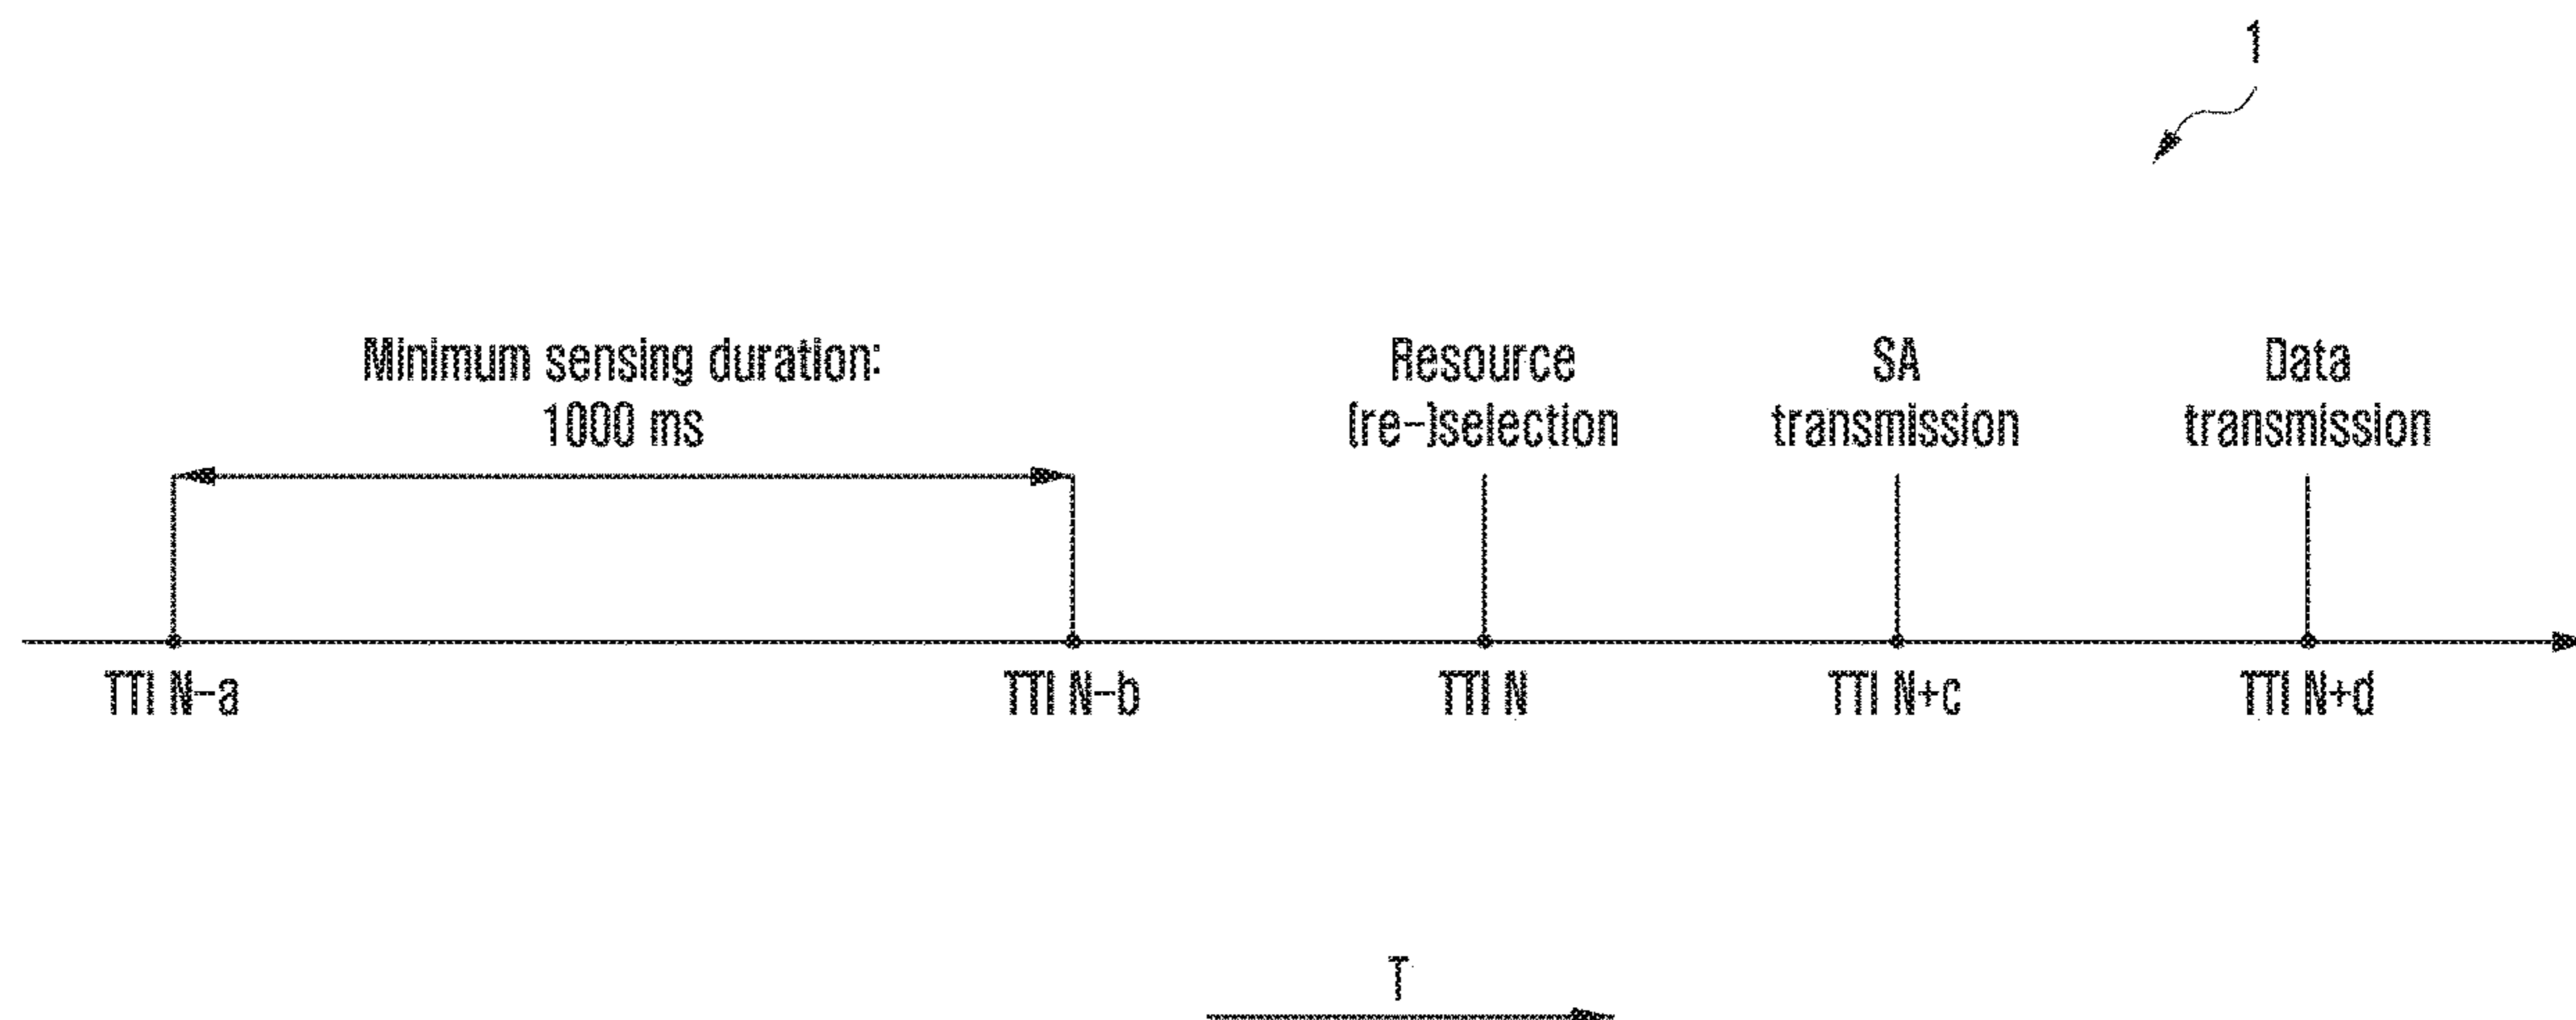 1
Minimum sensing duration:
1000 ms
Resource
(re-)selection
SA
transmission
Data
transmission
TTI N-a
TTI N-b
TTI N
TTI N+c
TTI N+d
T